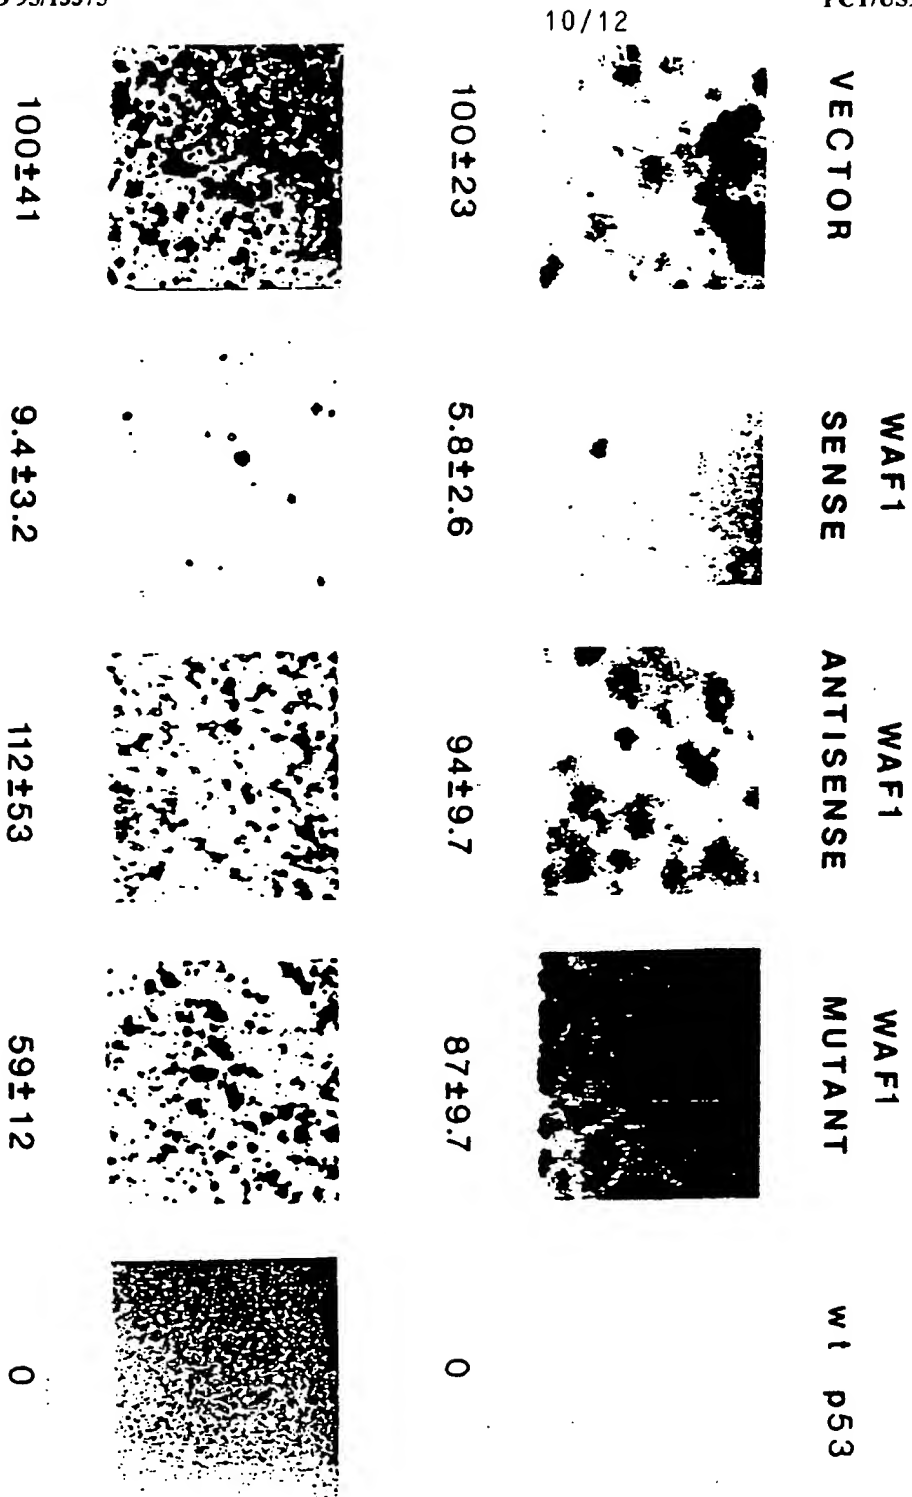 10/12
VECTOR
WAF1
SENSE
WAF1
ANTISENSE
WAF1
MUTANT
wt p53
100±23
5.8±2.6
94±9.7
87±9.7
0
100±41
9.4±3.2
112±53
59±12
0